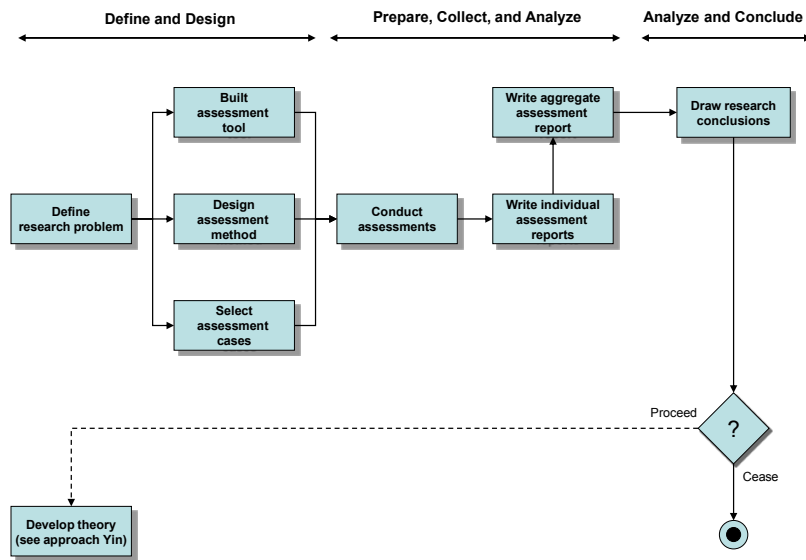 Define and Design
Prepare, Collect, and Analyze
Analyze and Conclude
Built
assessment
tool
Write aggregate
assessment
report
Draw research
conclusions
Define
research problem
Design
assessment
method
Conduct
assessments
Write individual
assessment
reports
Select
assessment
cases
Proceed
?
Cease
Develop theory
(see approach Yin)